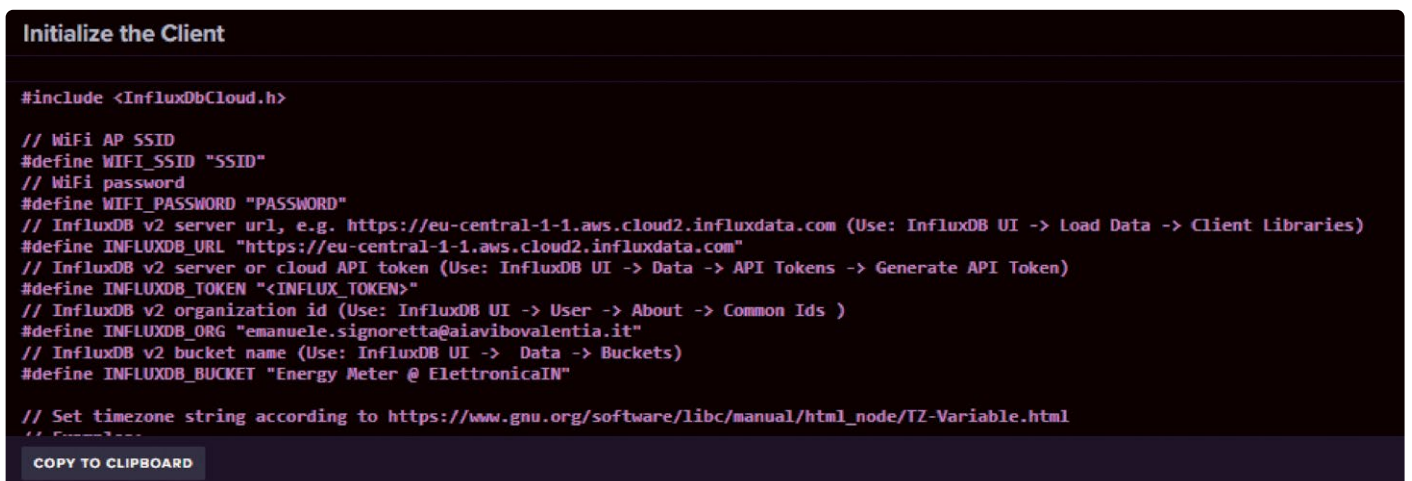 Initialize the Client
#include <InfluxDbCloud.h>
// WiFi AP SSID
#define WIFI_SSID "SSID"
// WiFi password
#define WIFI_PASSWORD "PASSWORD"
// InfluxDB v2 server url, e.g. https://eu-central-1-1.aws.cloud2.influxdata.com (Use: InfluxDB UI -> Load Data -> Client Libraries)
#define INFLUXDB_URL "https://eu-central-1-1.aws.cloud2.influxdata.com"
// InfluxDB v2 server or cloud API token (Use: InfluxDB UI -> Data -> API Tokens -> Generate API Token)
#define INFLUXDB_TOKEN "<INFLUX_TOKEN>"
// InfluxDB v2 organization id (Use: InfluxDB UI -> User -> About -> Common Ids )
#define INFLUXDB_ORG "emanuele.signoretta@aiavibovalentia.it"
// InfluxDB v2 bucket name (Use: InfluxDB UI ->  Data -> Buckets)
#define INFLUXDB_BUCKET "Energy Meter @ ElettronicaIN"
// Set timezone string according to https://www.gnu.org/software/libc/manual/html_node/TZ-Variable.html
COPY TO CLIPBOARD